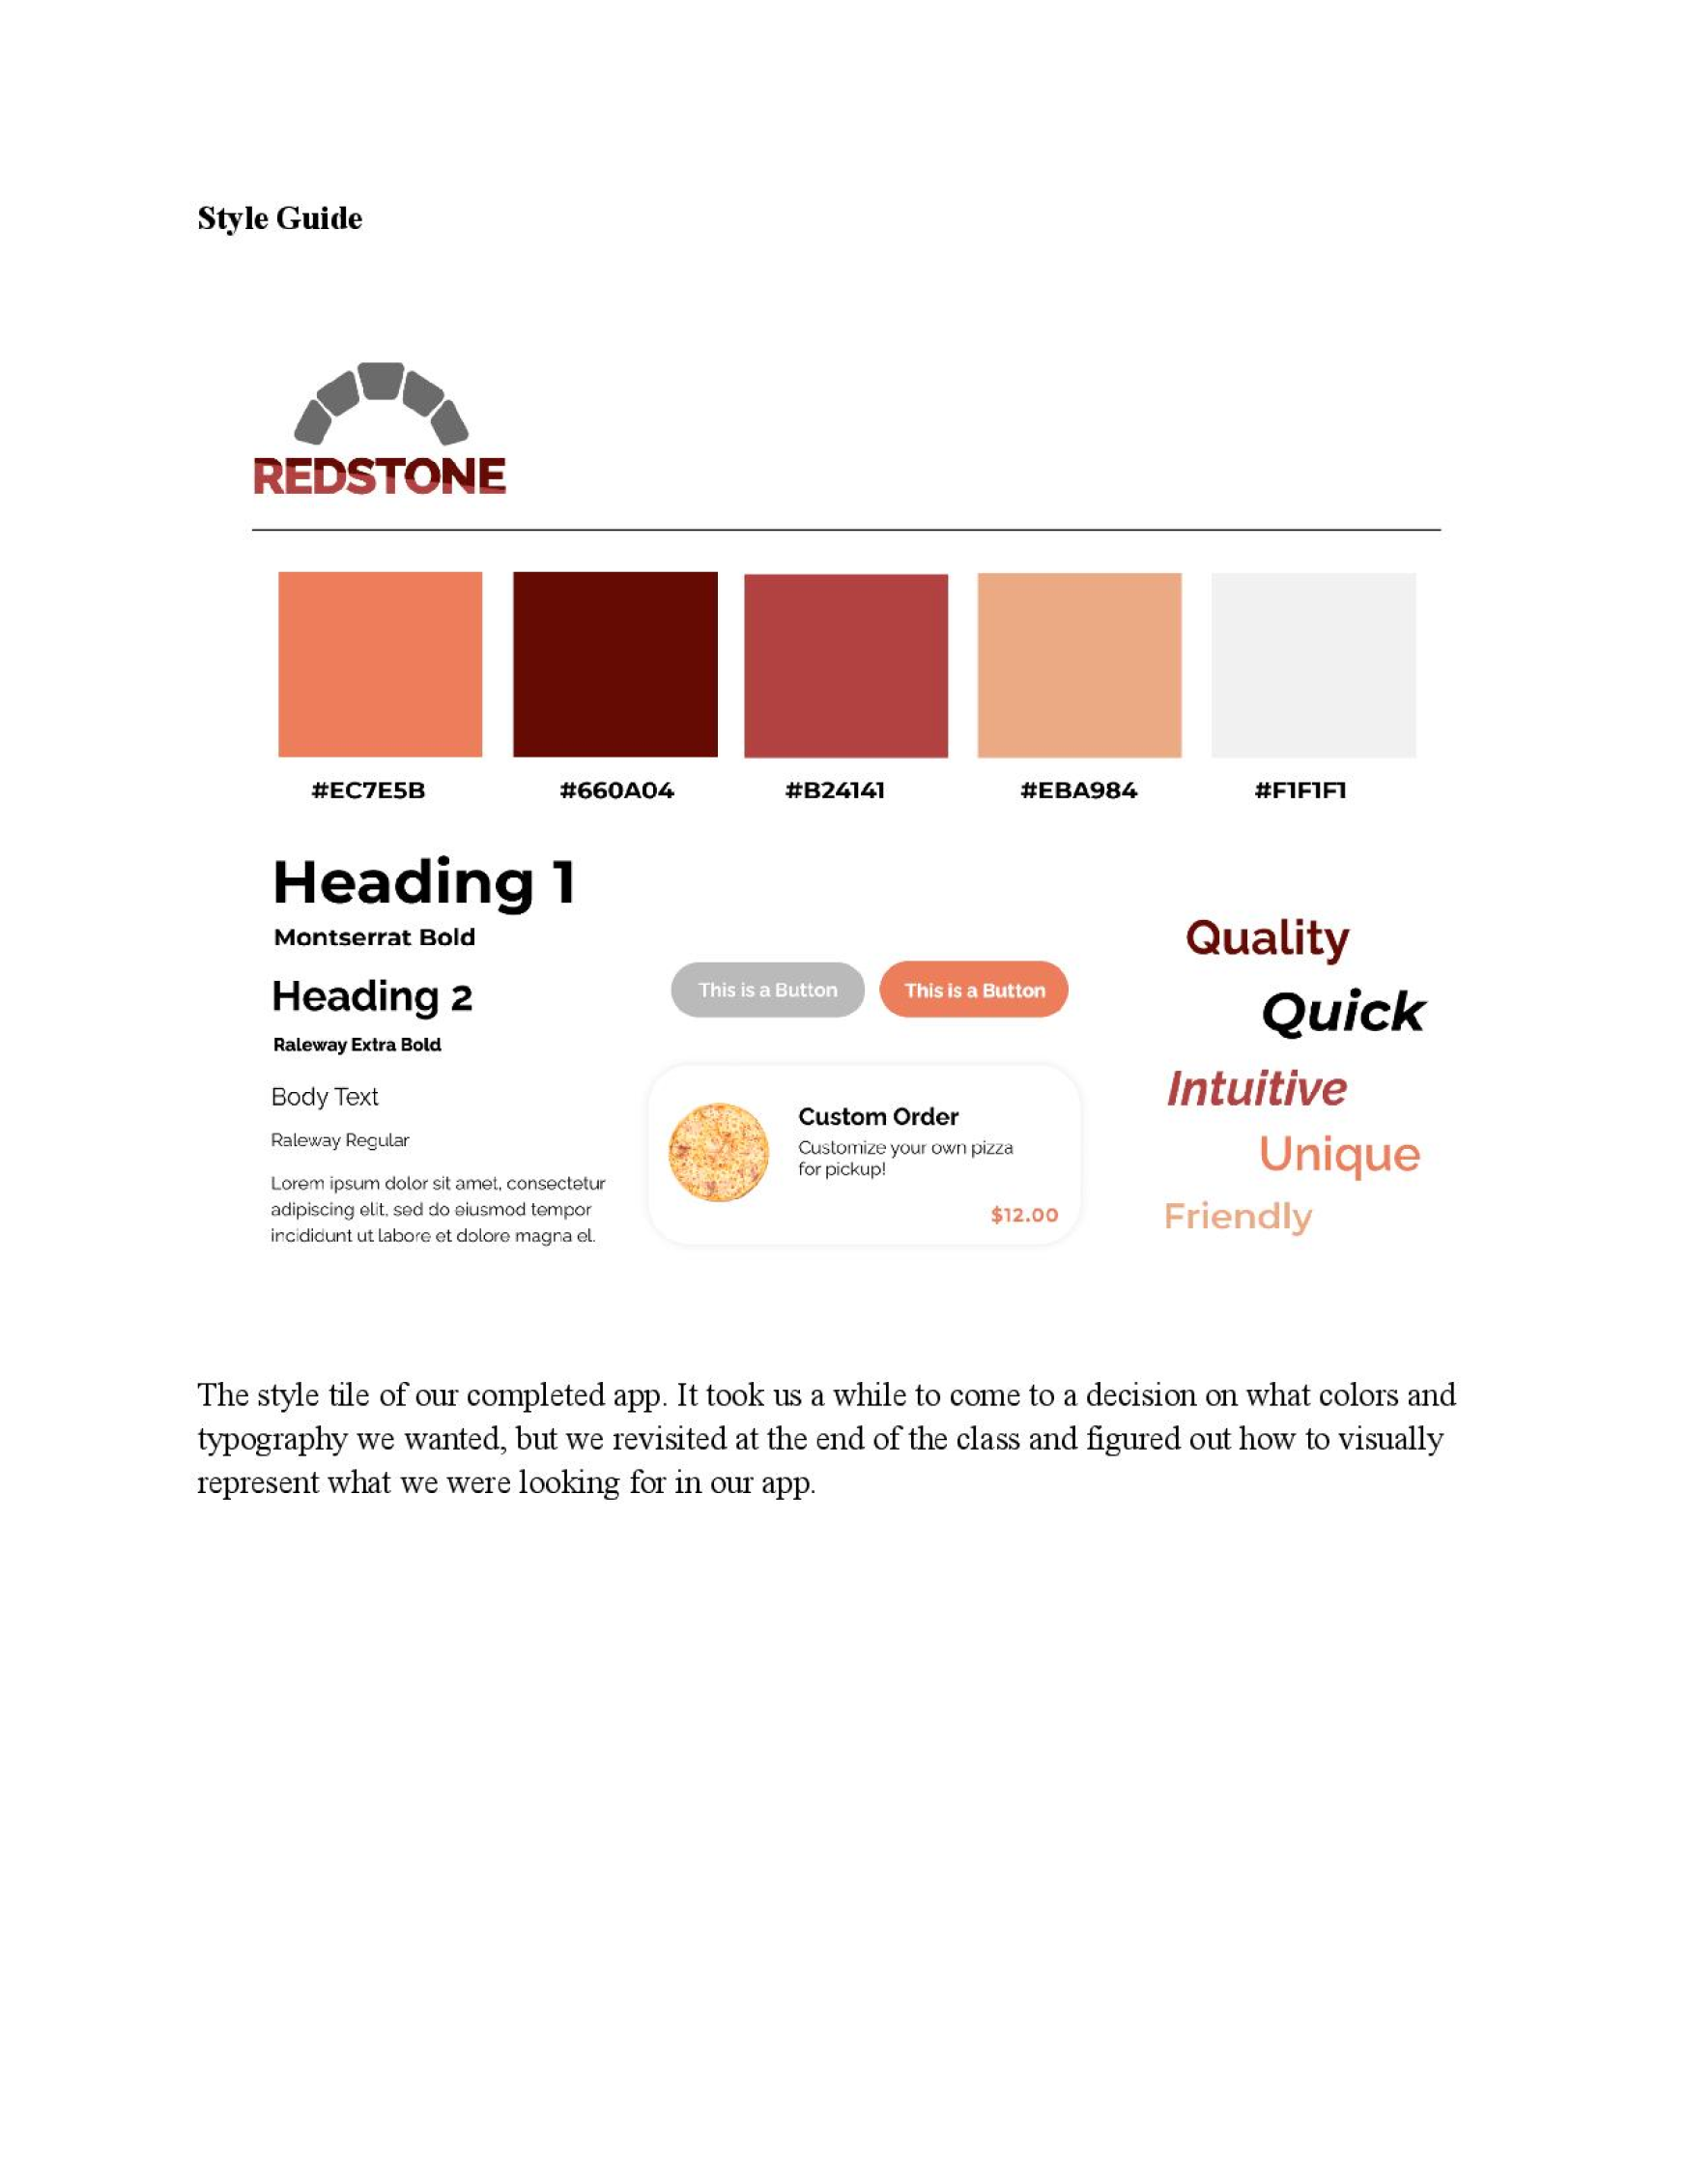 Style Guide
REDSTONE
#EC7E5B
#660A04
#B24141
#EBA984
#F1F1F1
Heading 1
Montserrat Bold
Heading 2
Raleway Extra Bold
Body Text
Raleway Regular
Lorem ipsum dolor sit amet, consectetur
adipiscing elit, sed do eiusmod tempor
incididunt ut labore et dolore magna el.
This is a Button
This is a Button
Custom Order
Customize your own pizza
for pickup!
$12.00
Quality
Quick
Intuitive
Unique
Friendly
The style tile of our completed app. It took us a while to come to a decision on what colors and
typography we wanted, but we revisited at the end of the class and figured out how to visually
represent what we were looking for in our app.